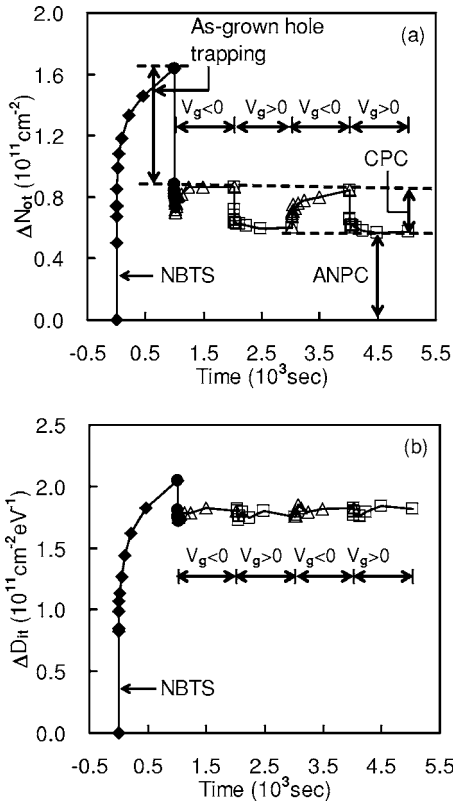 As-grown hole
trapping
(a)
V_g<0 V_g>0 V_g<0 V_g>0
CPC
NBTS
ANPC
ΔN_ot (10^11 cm^-2)
2.0
1.6
1.2
0.8
0.4
0.0
-0.5 0.5 1.5 2.5 3.5 4.5 5.5
Time (10^3 sec)
(b)
V_g<0 V_g>0 V_g<0 V_g>0
NBTS
ΔD_it (10^11 cm^-2 eV^-1)
2.5
2.0
1.5
1.0
0.5
0.0
-0.5 0.5 1.5 2.5 3.5 4.5 5.5
Time (10^3 sec)